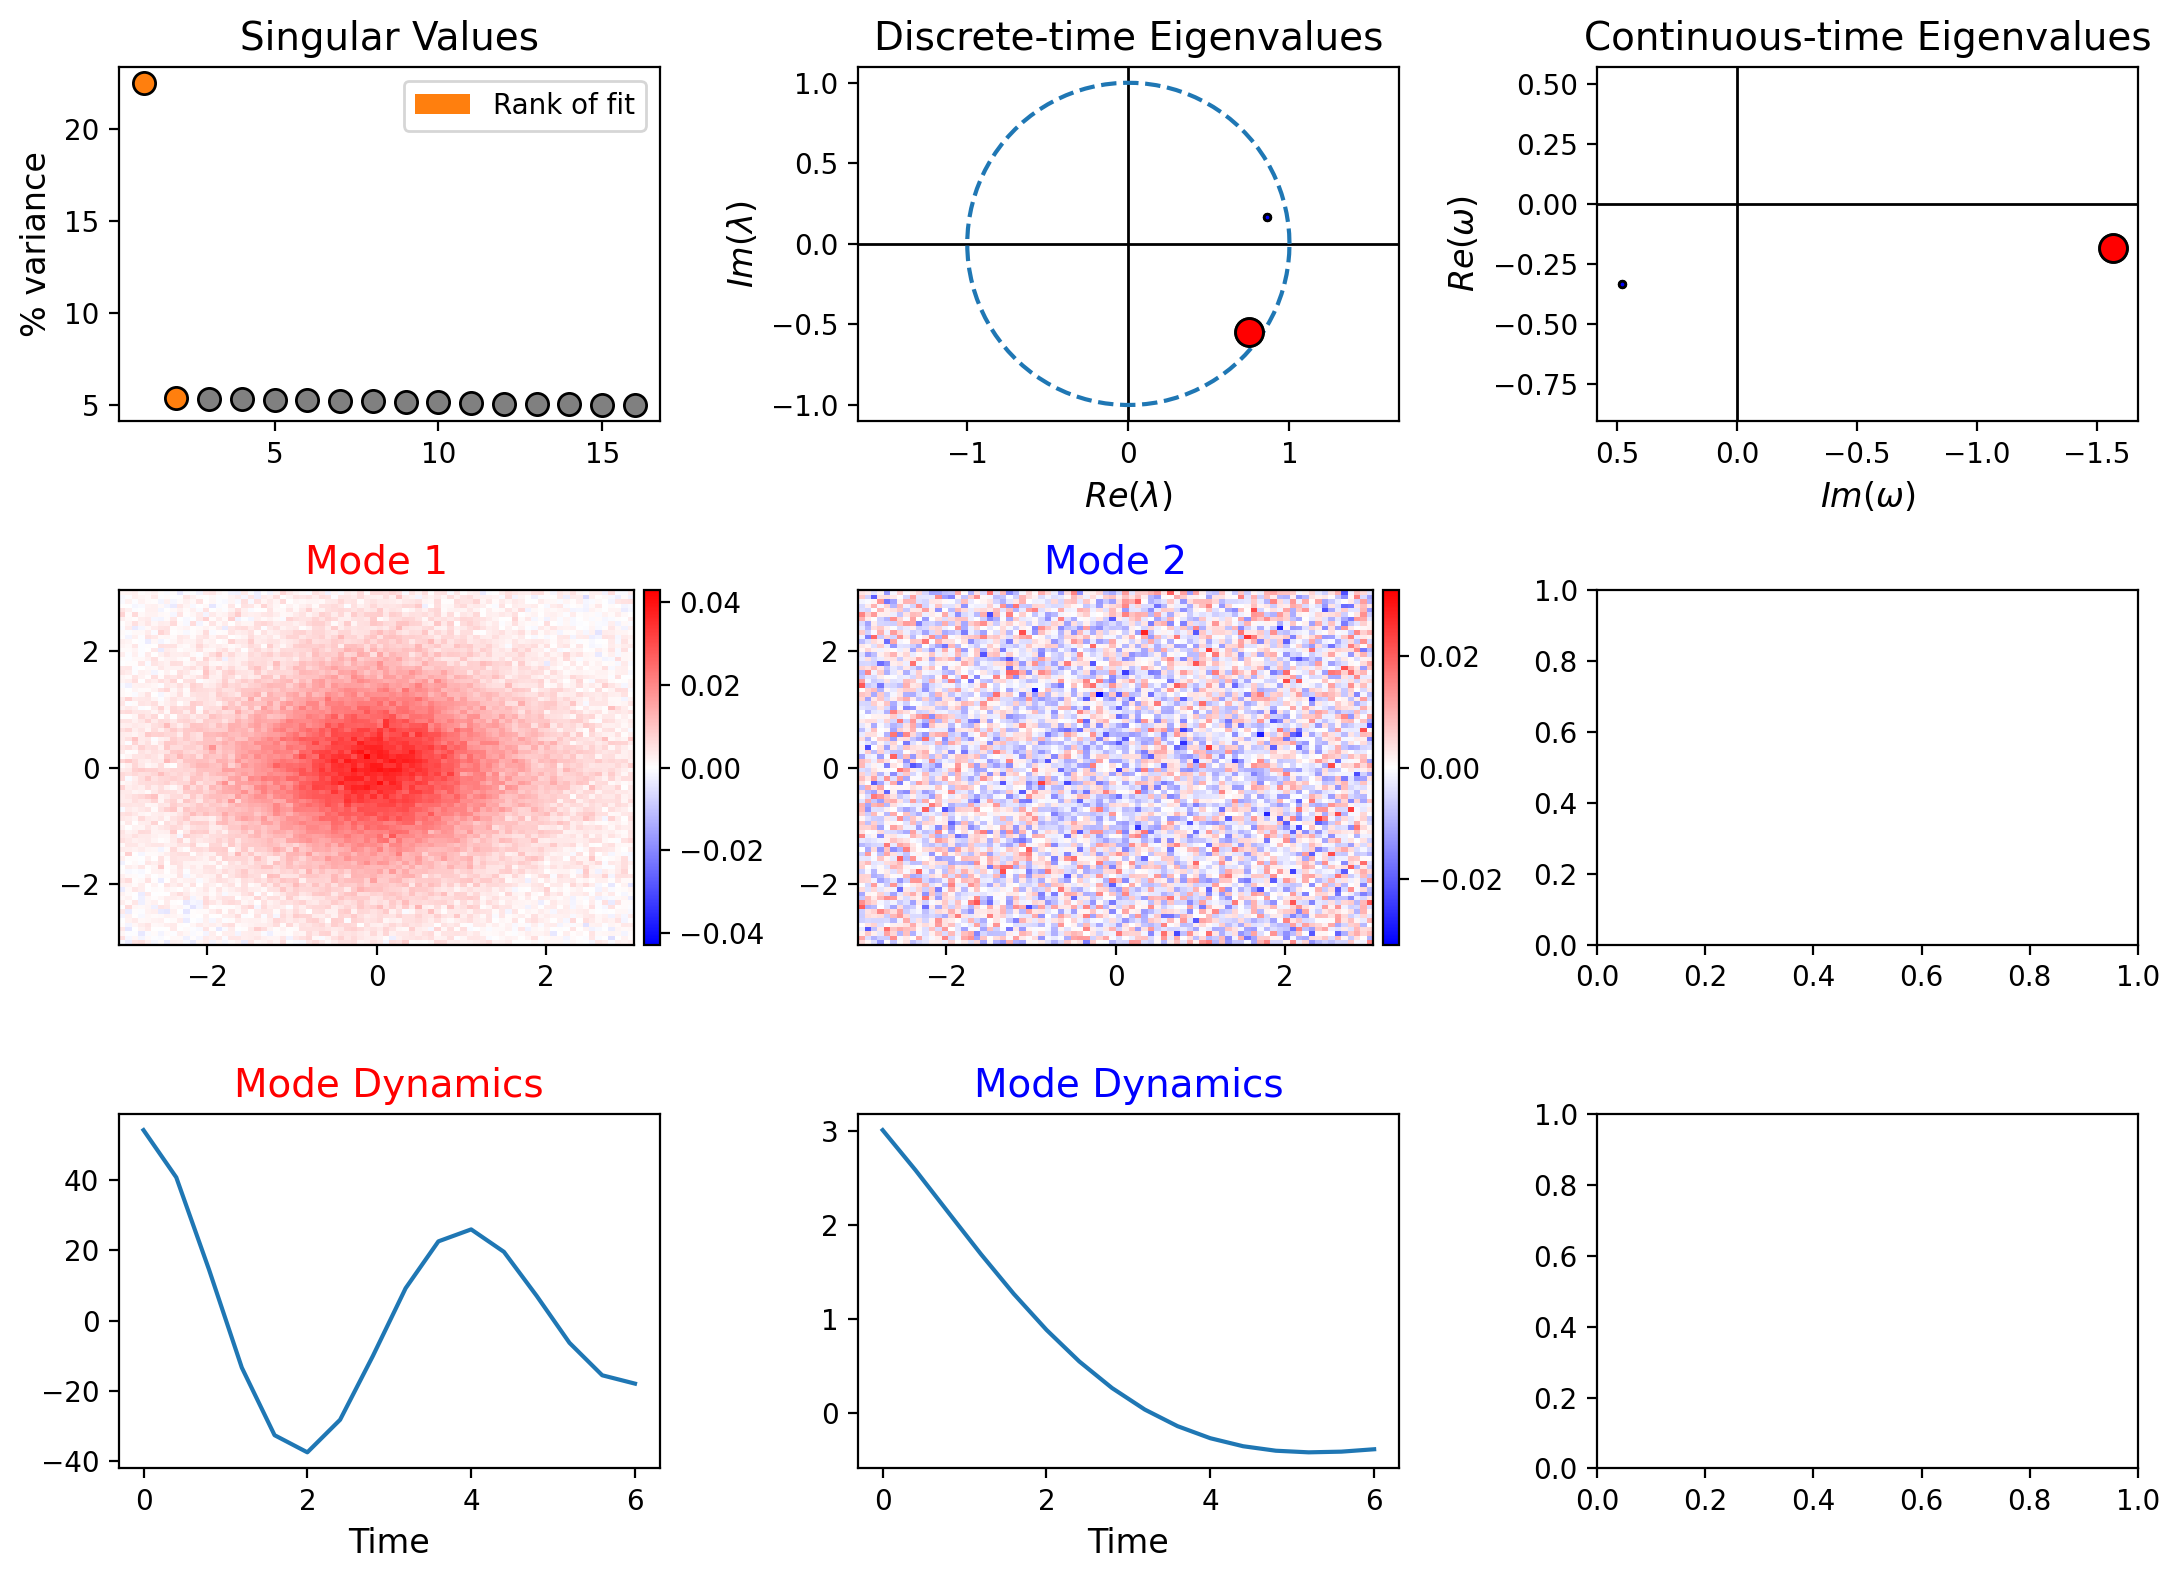 Singular Values
% variance
20
15
10
5
5 10 15
Rank of fit
Discrete-time Eigenvalues
Im(λ)
1.0
0.5
0.0
−0.5
−1.0
−1 0 1
Re(λ)
Continuous-time Eigenvalues
Re(ω)
0.50
0.25
0.00
−0.25
−0.50
−0.75
0.5 0.0 −0.5 −1.0 −1.5
Im(ω)
Mode 1
2
0
−2
−2 0 2
0.04
0.02
0.00
−0.02
−0.04
Mode 2
2
0
−2
−2 0 2
0.02
0.00
−0.02
1.0
0.8
0.6
0.4
0.2
0.0
0.0 0.2 0.4 0.6 0.8 1.0
Mode Dynamics
40
20
0
−20
−40
0 2 4 6
Time
Mode Dynamics
3
2
1
0
0 2 4 6
Time
1.0
0.8
0.6
0.4
0.2
0.0
0.0 0.2 0.4 0.6 0.8 1.0